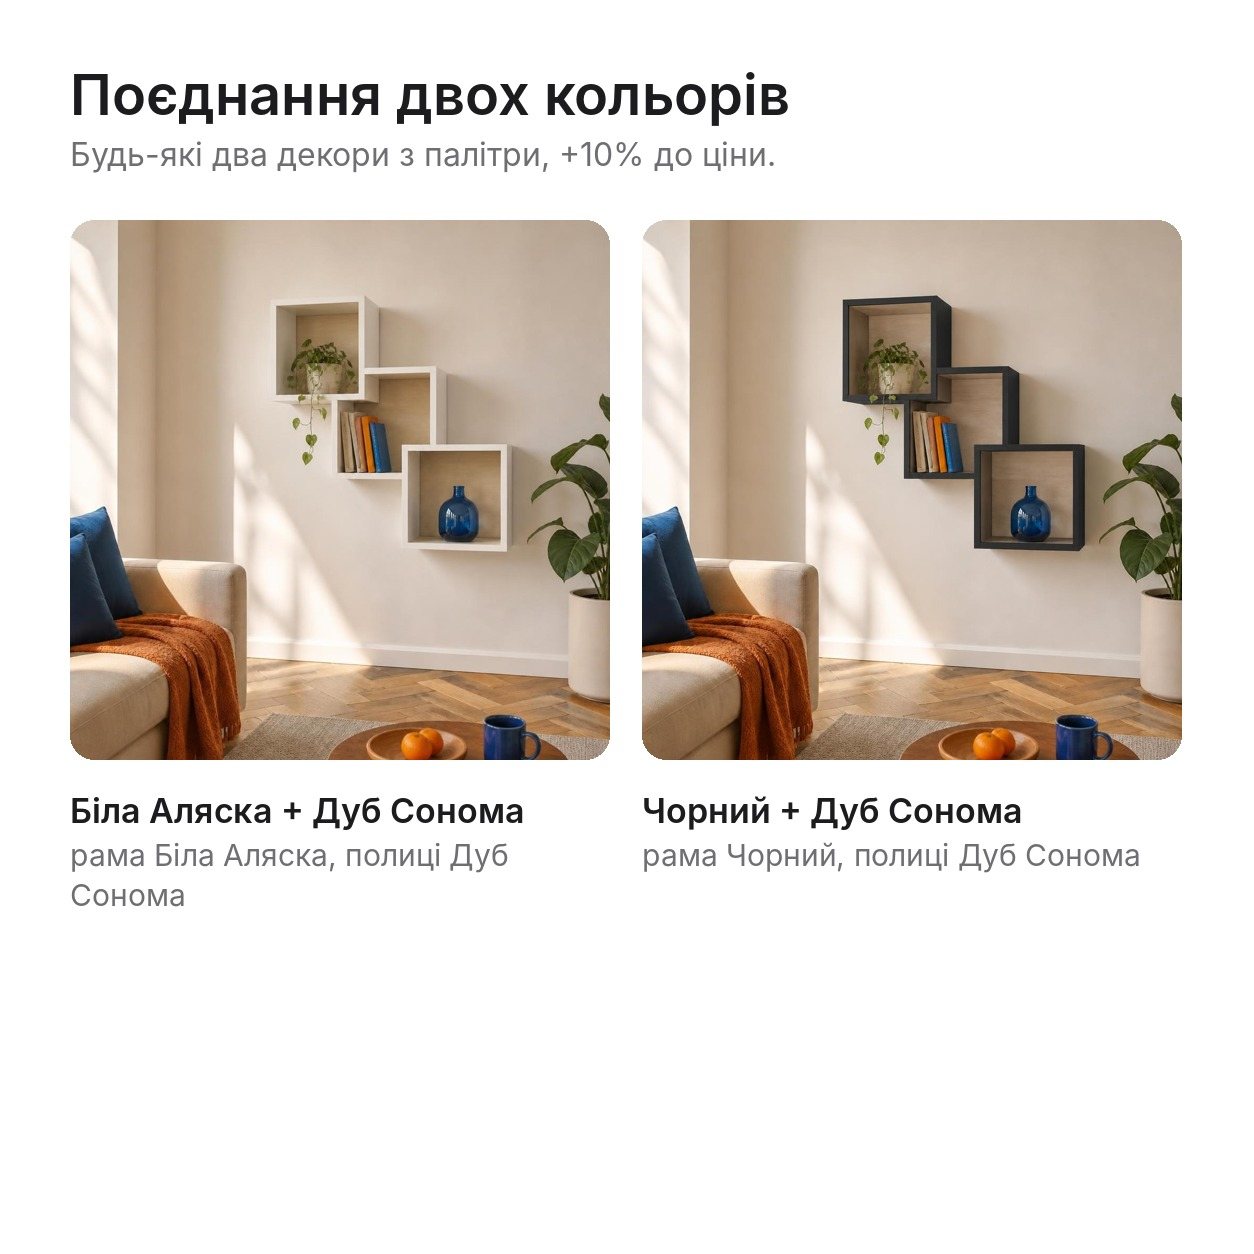 Поєднання двох кольорів
Будь-які два декори з палітри, +10% до ціни.
Біла Аляска + Дуб Сонома
рама Біла Аляска, полиці Дуб
Сонома
Чорний + Дуб Сонома
рама Чорний, полиці Дуб Сонома